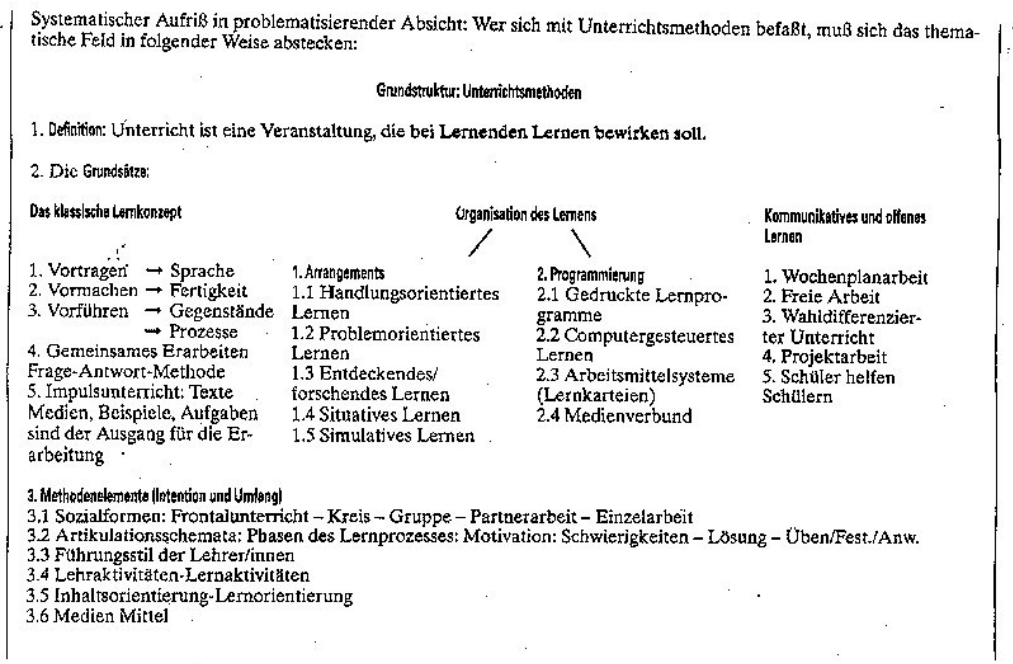 Systematischer Aufriß in problematisierender Absicht: Wer sich mit Unterrichtsmethoden befaßt, muß sich das thema-
tische Feld in folgender Weise abstecken:
Grundstruktur: Unterrichtsmethoden
1. Definition: Unterricht ist eine Veranstaltung, die bei Lernenden Lernen bewirken soll.
2. Die Grundsätze:
Das klassische Lernkonzept
1. Vortragen → Sprache
2. Vormachen → Fertigkeit
3. Vorführen → Gegenstände
→ Prozesse
4. Gemeinsames Erarbeiten
Frage-Antwort-Methode
5. Impulsunterricht: Texte
Medien, Beispiele, Aufgaben
sind der Ausgang für die Er-
arbeitung
Organisation des Lernens
1. Arrangements
1.1 Handlungsorientiertes
Lernen
1.2 Problemorientiertes
Lernen
1.3 Entdeckendes/
forschendes Lernen
1.4 Situatives Lernen
1.5 Simulatives Lernen
2. Programmierung
2.1 Gedruckte Lernpro-
gramme
2.2 Computergesteuertes
Lernen
2.3 Arbeitsmittelsysteme
(Lernkarteien)
2.4 Medienverbund
Kommunikatives und offenes
Lernen
1. Wochenplanarbeit
2. Freie Arbeit
3. Wahldifferenzier-
ter Unterricht
4. Projektarbeit
5. Schüler helfen
Schülern
3. Methodenelemente (Intention und Umfang)
3.1 Sozialformen: Frontalunterricht – Kreis – Gruppe – Partnerarbeit – Einzelarbeit
3.2 Artikulationsschemata: Phasen des Lernprozesses: Motivation: Schwierigkeiten – Lösung – Üben/Fest./Anw.
3.3 Führungsstil der Lehrer/innen
3.4 Lehraktivitäten-Lernaktivitäten
3.5 Inhaltsorientierung-Lernorientierung
3.6 Medien Mittel